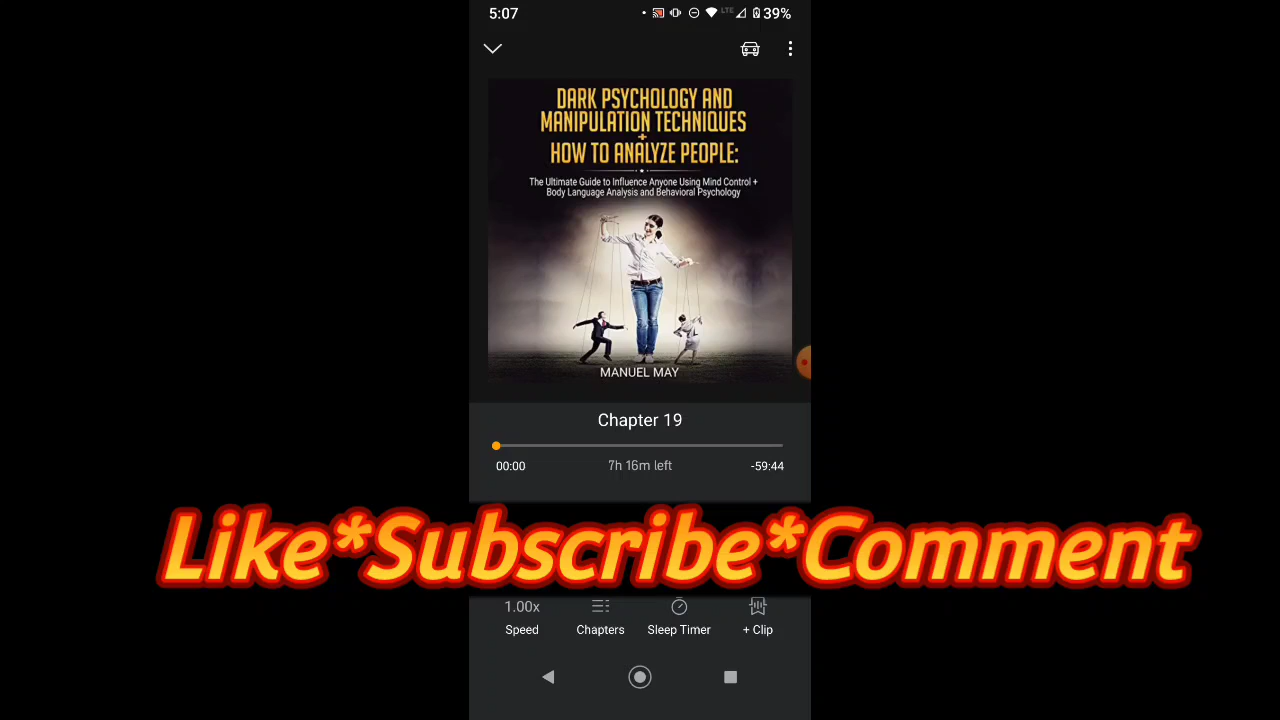 5:07
LTE
39%
DARK PSYCHOLOGY AND
MANIPULATION TECHNIQUES
+
HOW TO ANALYZE PEOPLE:
The Ultimate Guide to Influence Anyone Using Mind Control +
Body Language Analysis and Behavioral Psychology
MANUEL MAY
Chapter 19
00:00 7h 16m left -59:44
Like*Subscribe*Comment
1.00x
Speed Chapters Sleep Timer + Clip